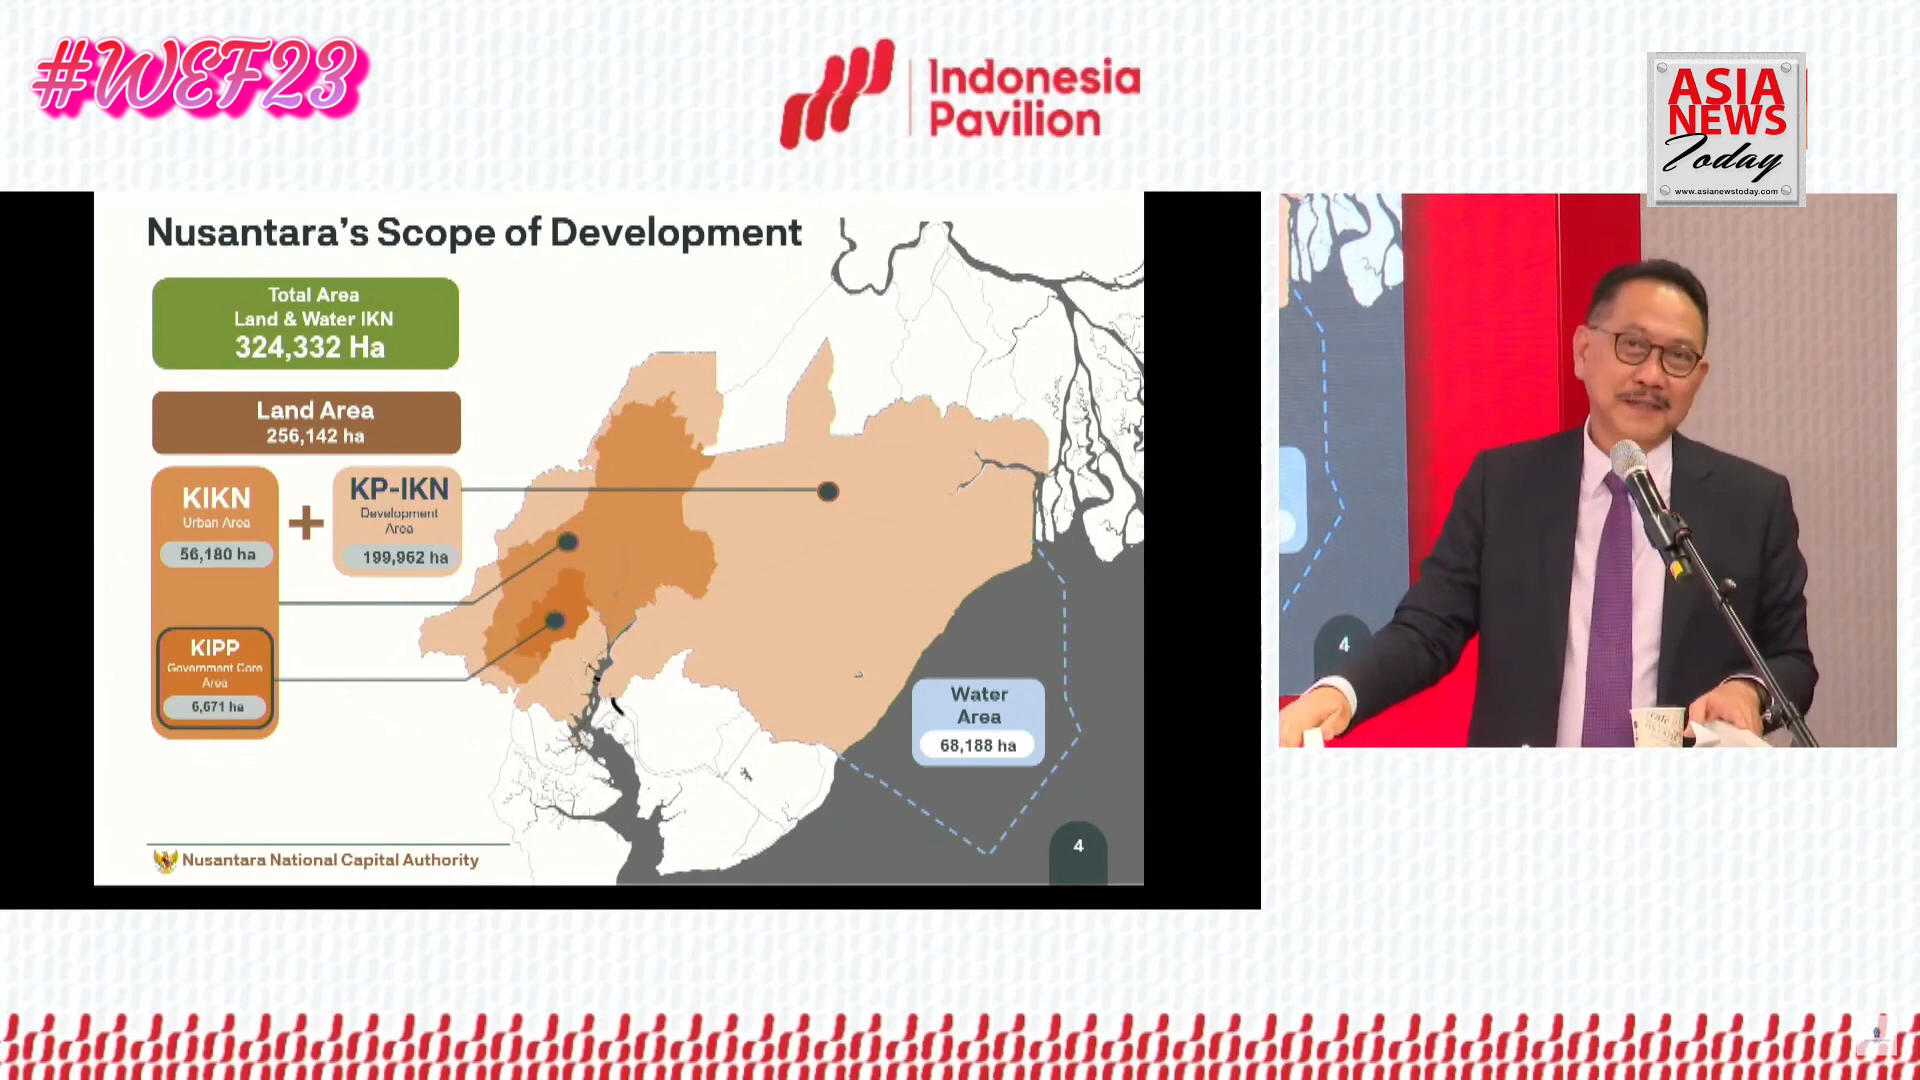 #WEF23
Indonesia
Pavilion
ASIA
NEWS
Today
www.asianewstoday.com
Nusantara's Scope of Development
Total Area
Land & Water IKN
324,332 Ha
Land Area
256,142 ha
KIKN
Urban Area
56,180 ha
+
KP-IKN
Development
Area
199,962 ha
KIPP
Government Core
Area
6,671 ha
Water
Area
68,188 ha
Nusantara National Capital Authority
4
4